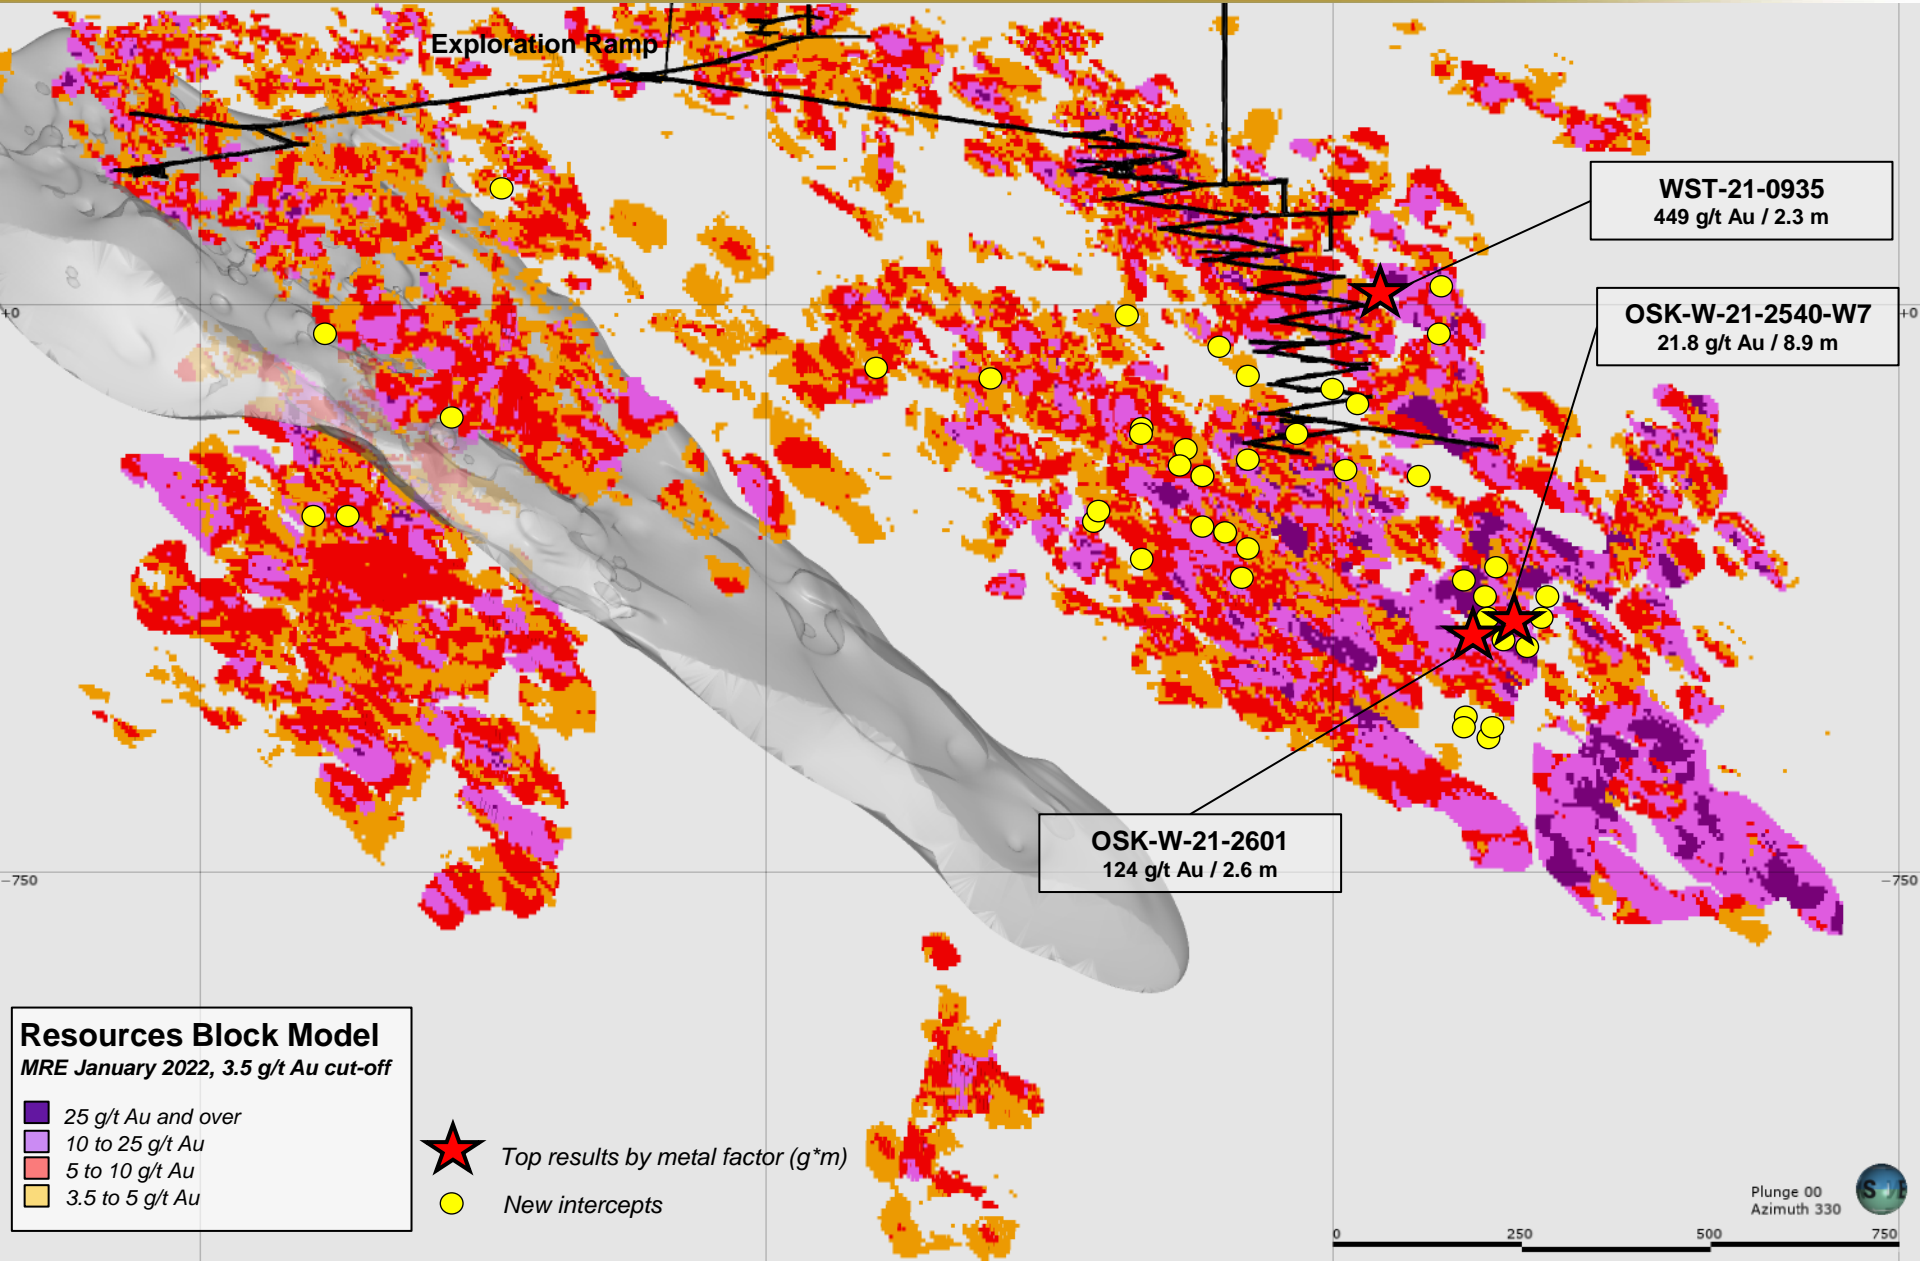 Exploration Ramp
WST-21-0935
449 g/t Au / 2.3 m
OSK-W-21-2540-W7
21.8 g/t Au / 8.9 m
+0
+0
OSK-W-21-2601
124 g/t Au / 2.6 m
−750
−750
Resources Block Model
MRE January 2022, 3.5 g/t Au cut-off
25 g/t Au and over
10 to 25 g/t Au
5 to 10 g/t Au
3.5 to 5 g/t Au
Top results by metal factor (g*m)
New intercepts
Plunge 00
Azimuth 330
0 250 500 750